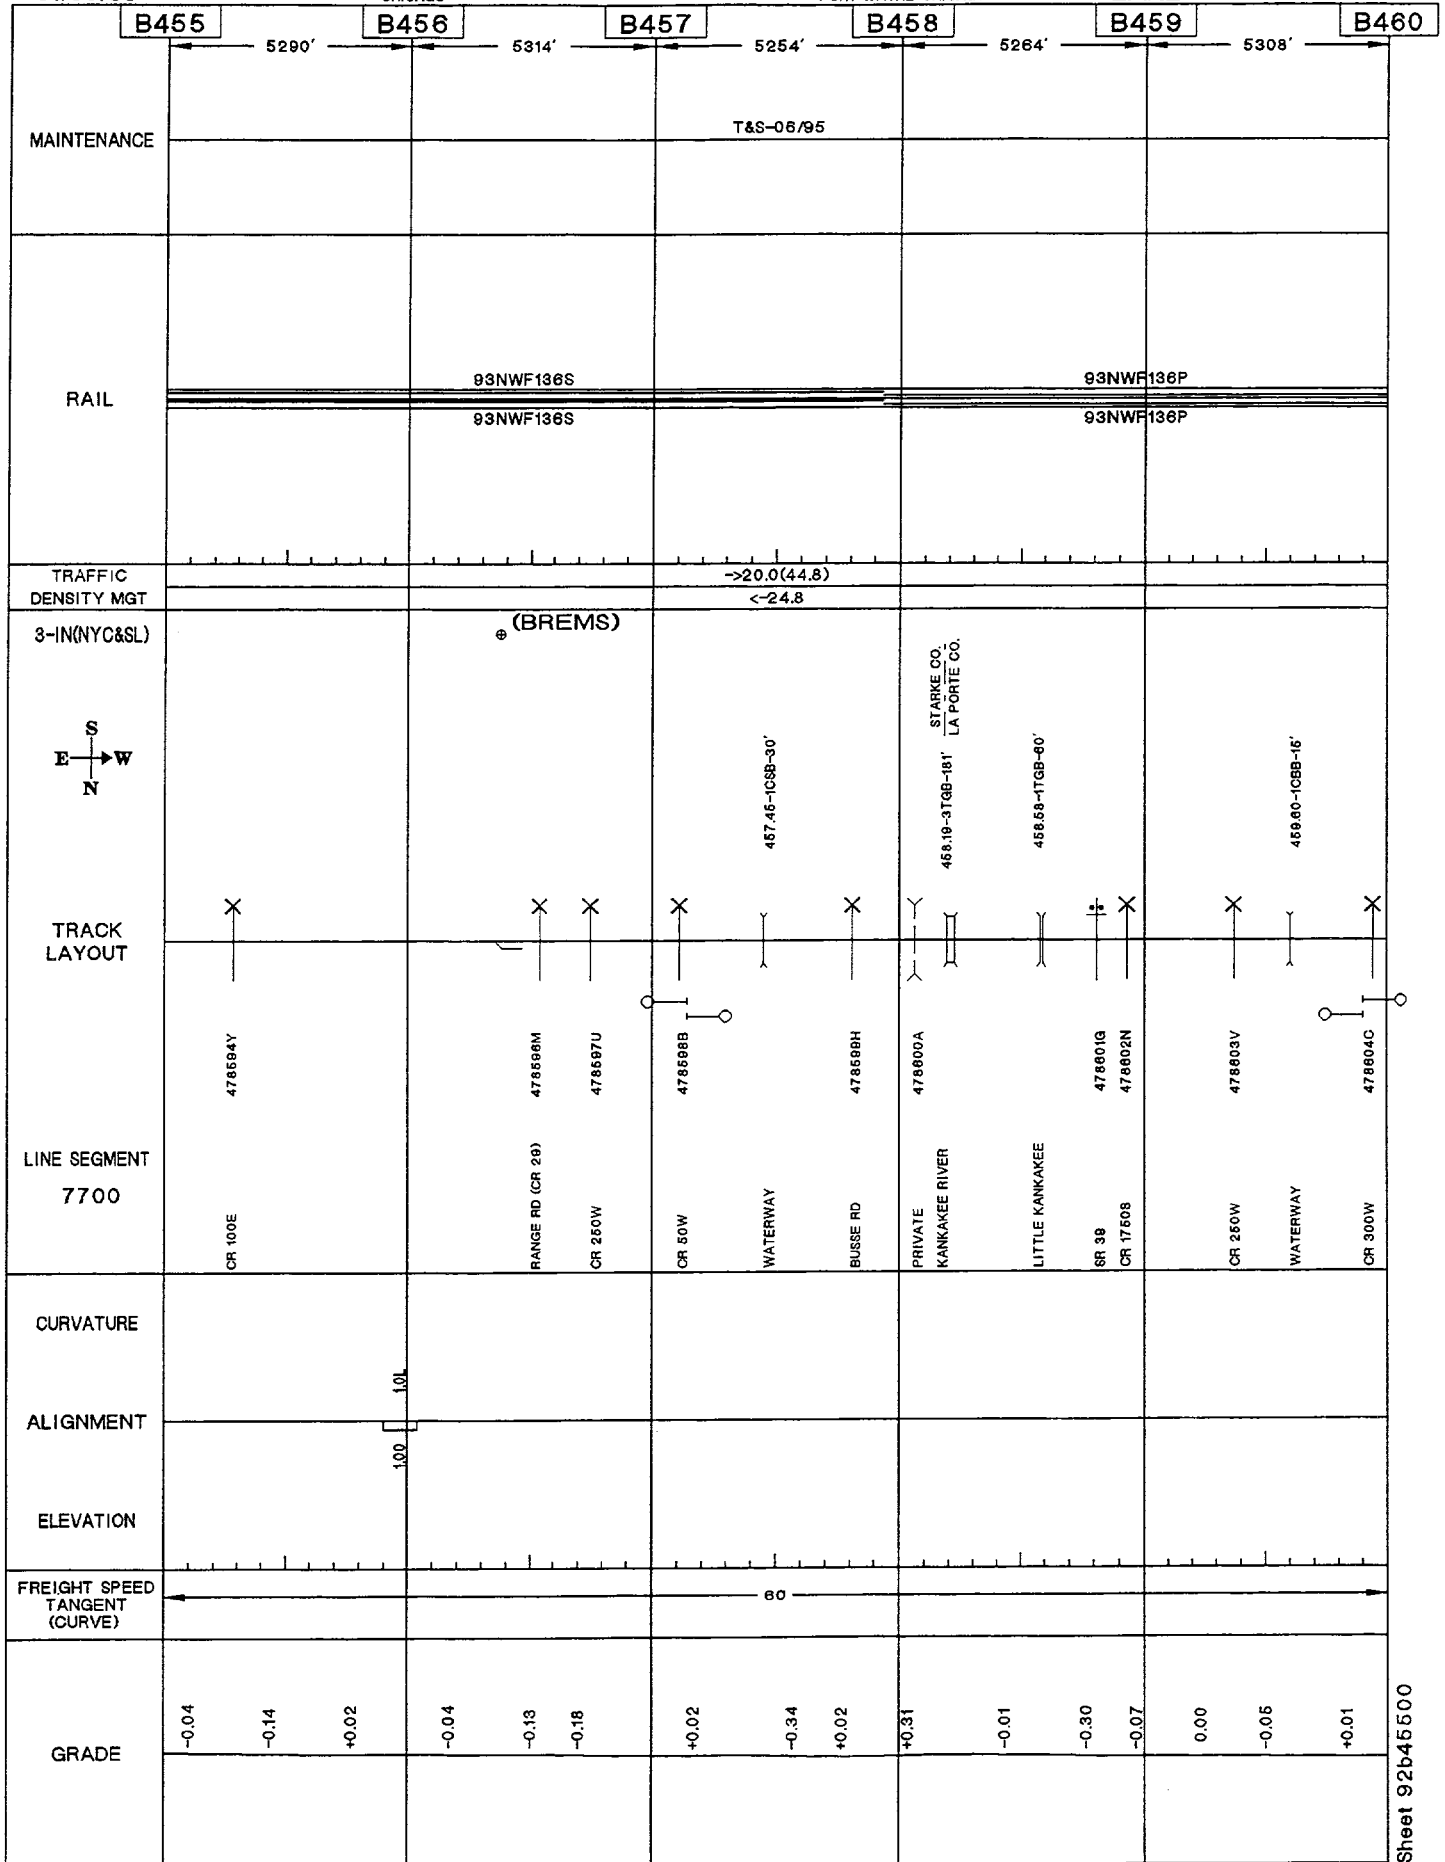 B455 B456 B457 B458 B459 B460
5290' 5314' 5254' 5264' 5308'
MAINTENANCE
T&S-06/95
RAIL
93NWF136S 93NWF136P
93NWF136S 93NWF136P
TRAFFIC
DENSITY MGT
->20.0(44.8)
<-24.8
3-IN(NYC&SL)
(BREMS)
STARKE CO.
LA PORTE CO.
S
E W
N
457.45-1CSB-30'
458.19-3TGB-181'
458.58-1TGB-60'
459.60-1CBB-15'
TRACK
LAYOUT
478594Y
478596M
478597U
478598B
478599H
478600A
478601G
478602N
478603V
478604C
LINE SEGMENT
7700
CR 100E
RANGE RD (CR 29)
CR 250W
CR 50W
WATERWAY
BUSSE RD
PRIVATE
KANKAKEE RIVER
LITTLE KANKAKEE
SR 39
CR 1750S
CR 250W
WATERWAY
CR 300W
CURVATURE
1.0L
ALIGNMENT
1.00
ELEVATION
FREIGHT SPEED
TANGENT
(CURVE)
60
GRADE
-0.04 -0.14 +0.02 -0.04 -0.13 -0.18 +0.02 -0.34 +0.02 +0.31 -0.01 -0.30 -0.07 0.00 -0.05 +0.01
Sheet 92b45500